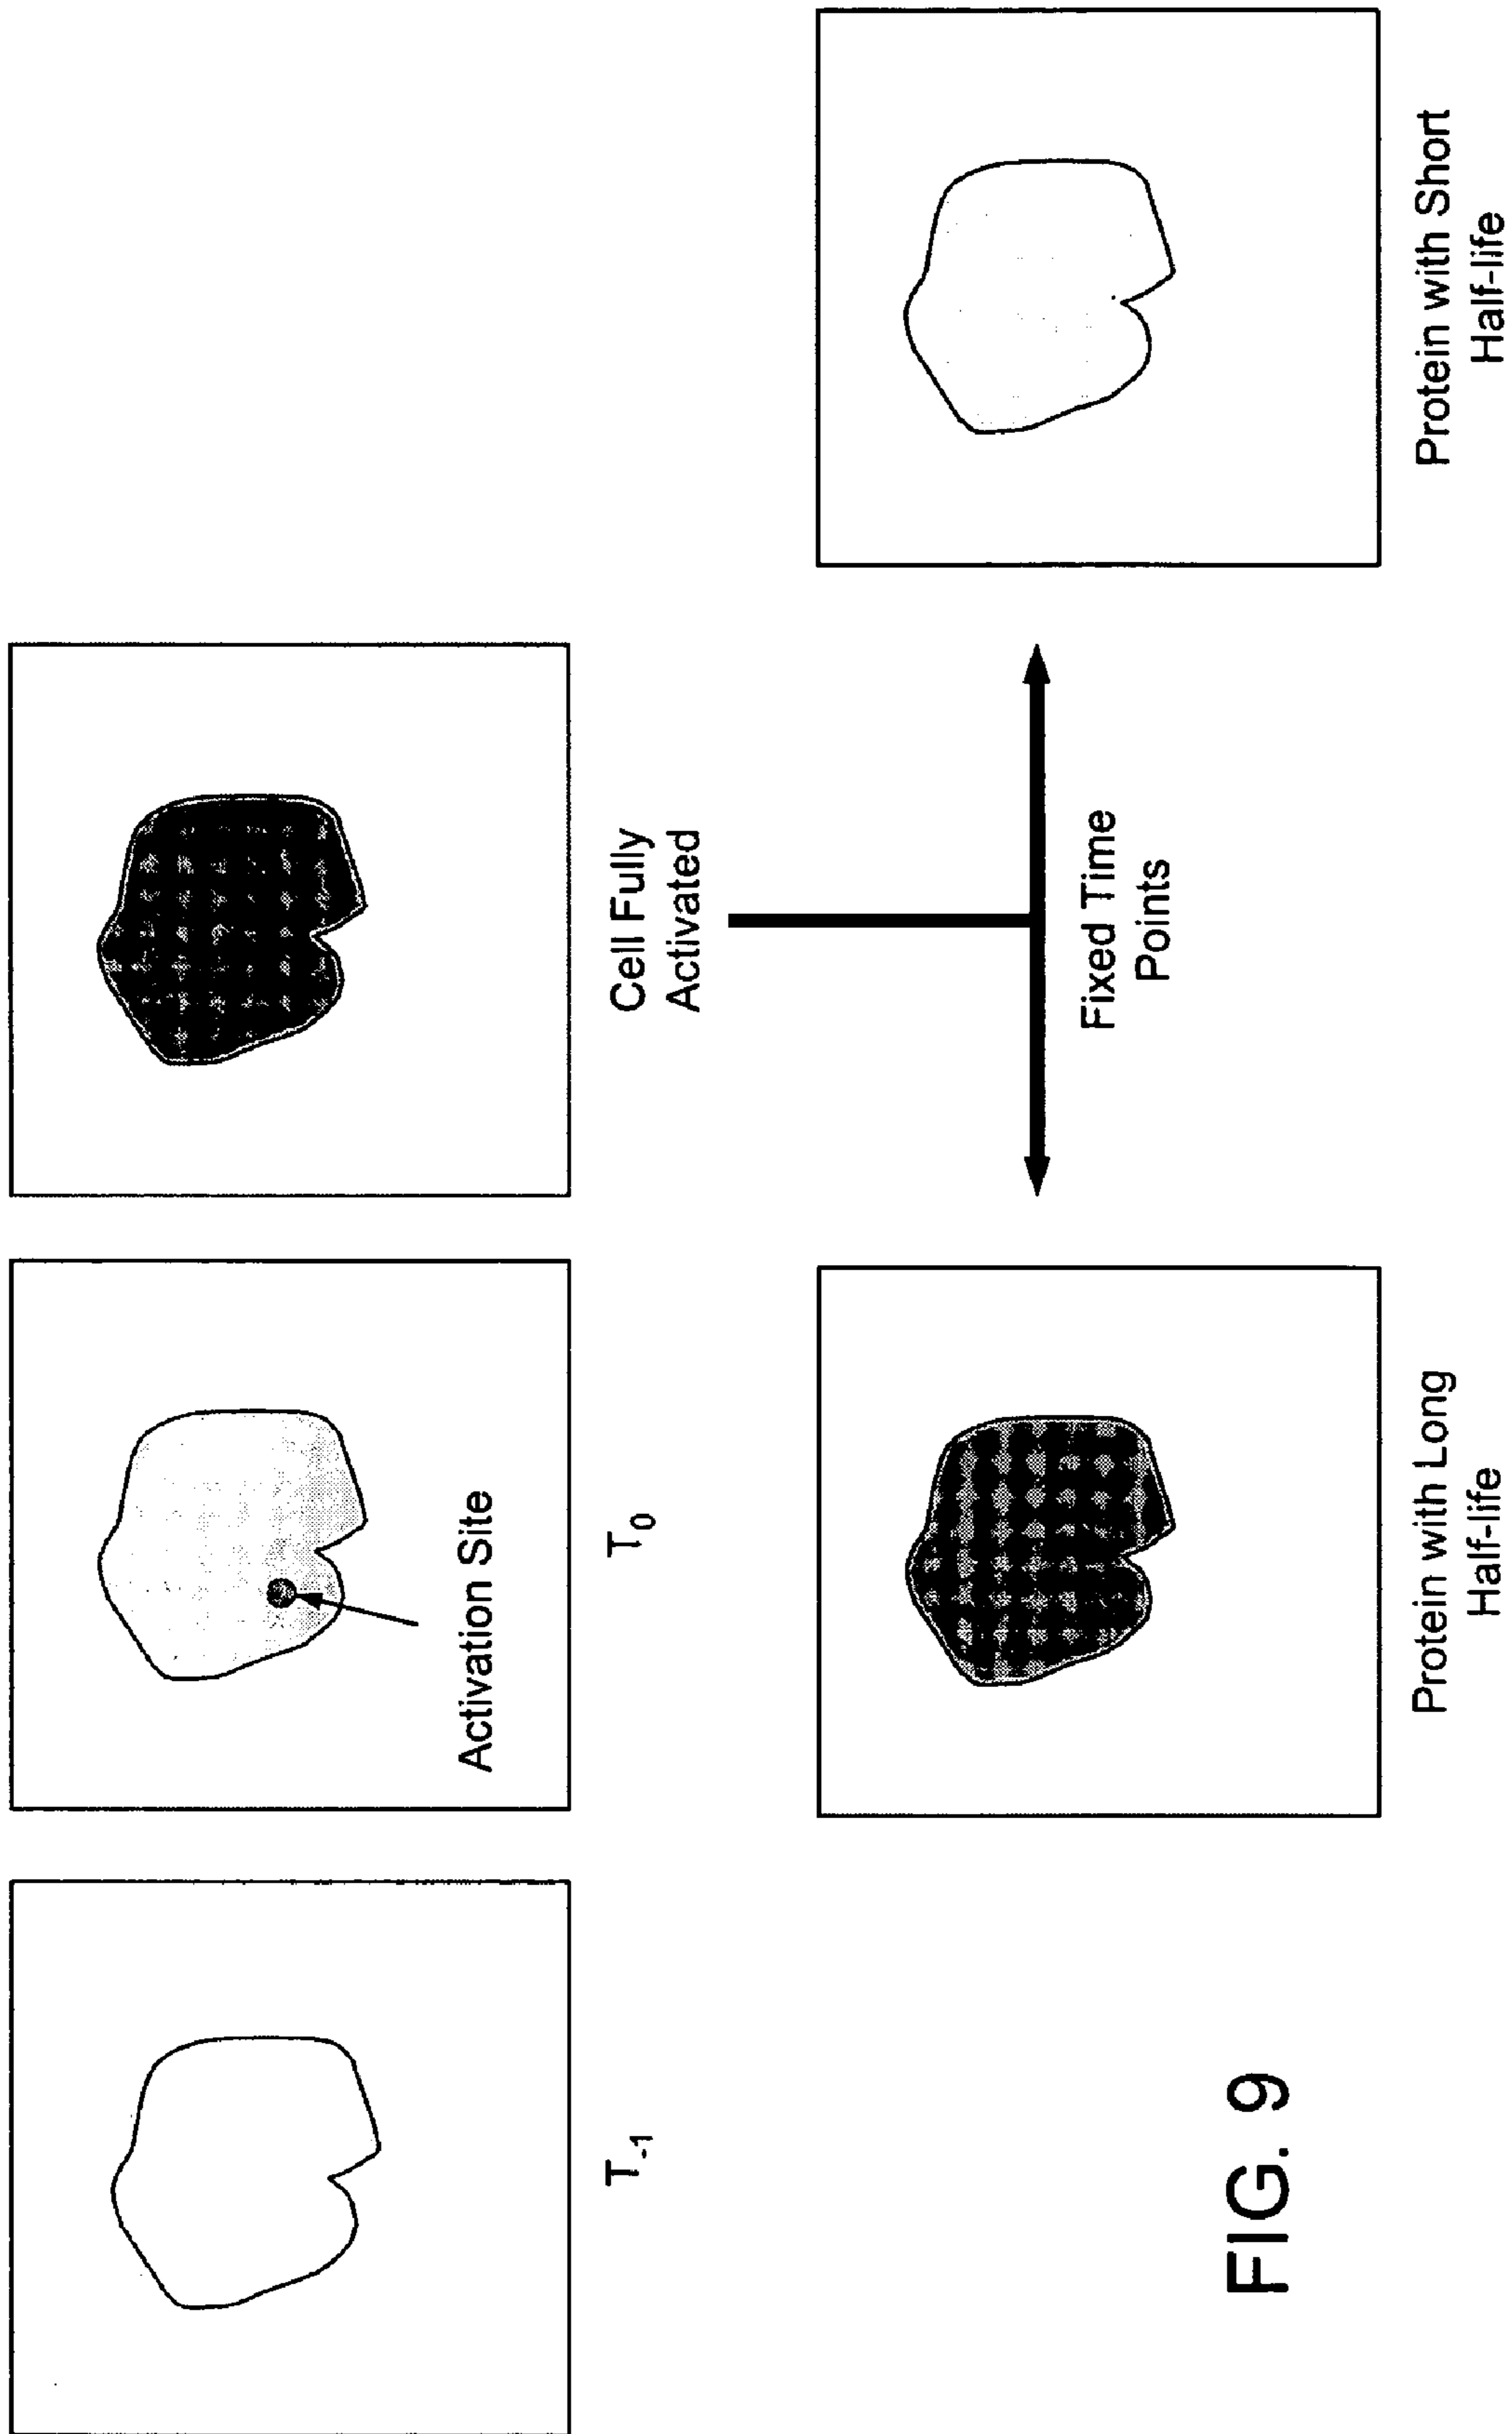 T-1
T0
Activation Site
Cell Fully
Activated
Fixed Time
Points
Protein with Long
Half-life
Protein with Short
Half-life
FIG. 9